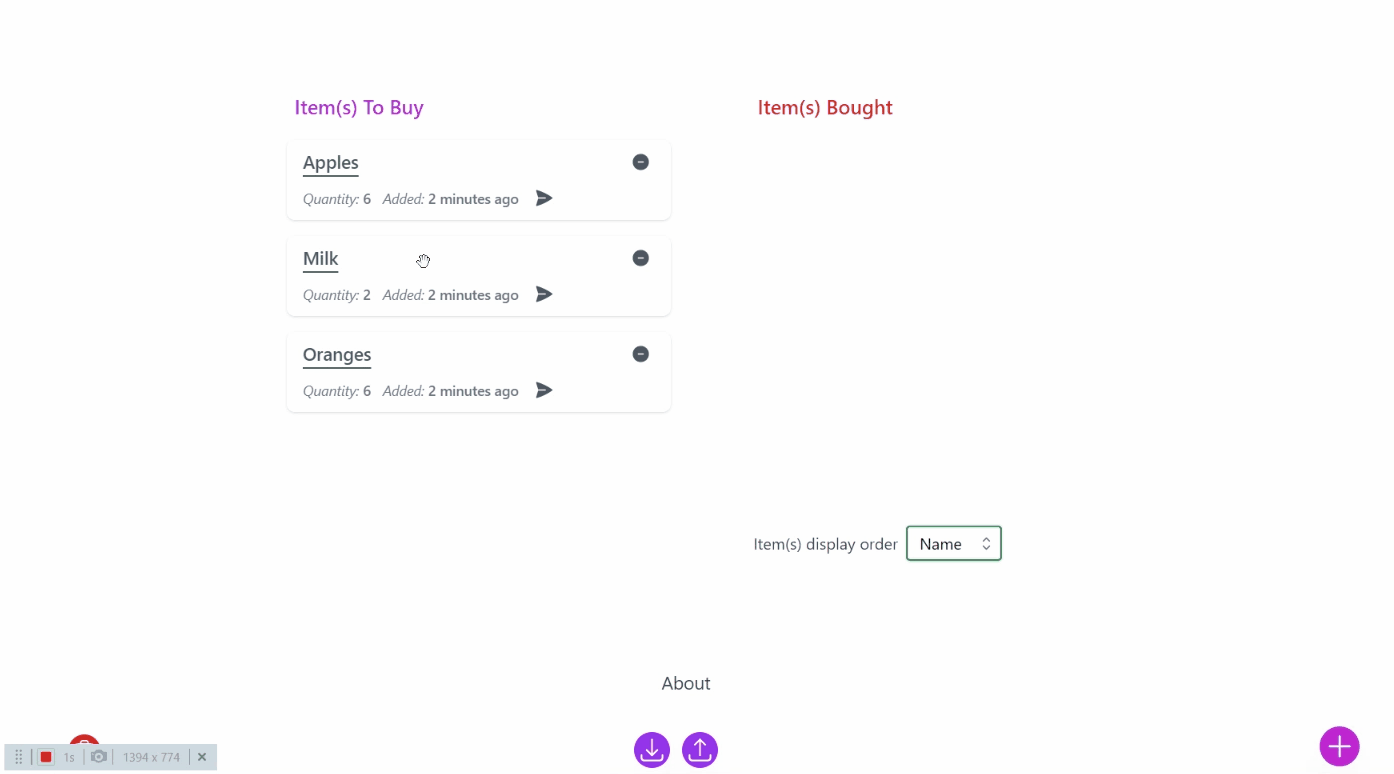 Item(s) To Buy
Item(s) Bought
Apples
Quantity: 6 Added: 2 minutes ago
Milk
Quantity: 2 Added: 2 minutes ago
Oranges
Quantity: 6 Added: 2 minutes ago
Item(s) display order Name
About
1s 1394 x 774